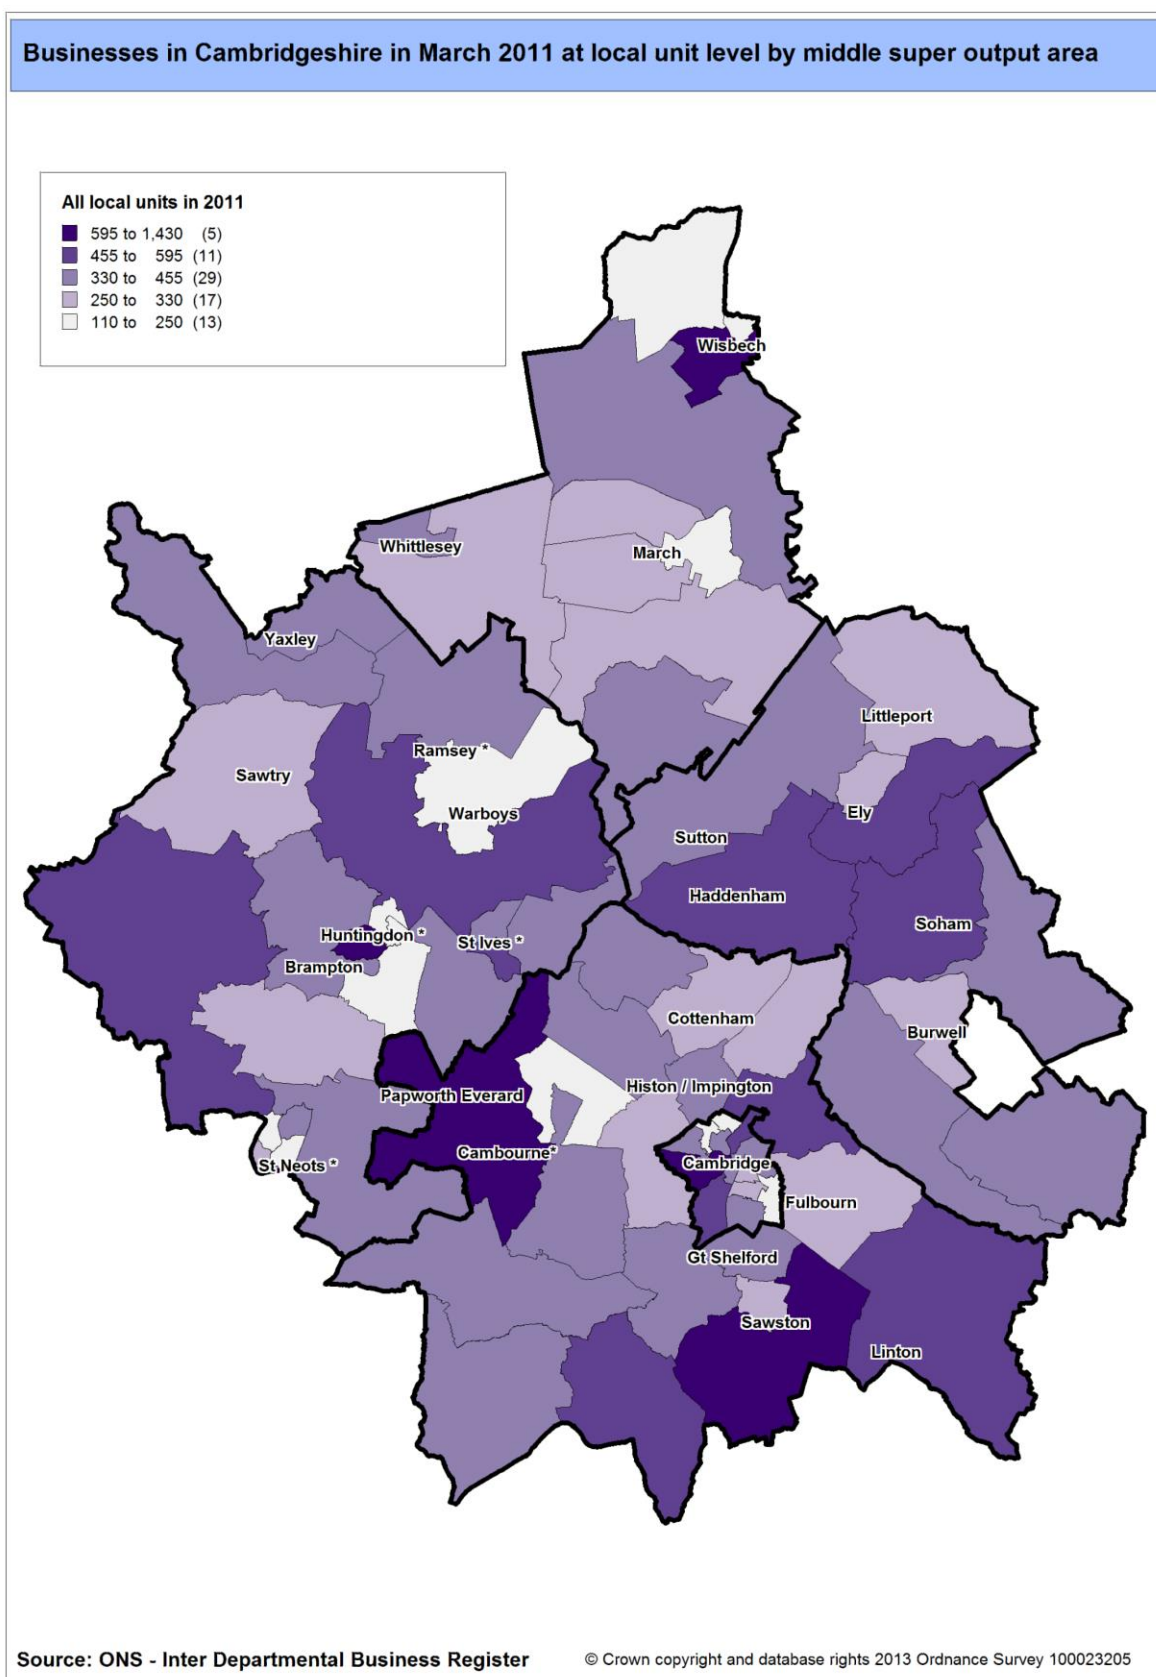 Businesses in Cambridgeshire in March 2011 at local unit level by middle super output area
All local units in 2011
595 to 1,430 (5)
455 to 595 (11)
330 to 455 (29)
250 to 330 (17)
110 to 250 (13)
Wisbech
Whittlesey
March
Yaxley
Littleport
Ramsey *
Sawtry
Warboys
Ely
Sutton
Haddenham
Soham
Huntingdon *
St Ives *
Brampton
Cottenham
Burwell
Histon / Impington
Papworth Everard
Cambourne*
St Neots *
Cambridge
Fulbourn
Gt Shelford
Sawston
Linton
Source: ONS - Inter Departmental Business Register
© Crown copyright and database rights 2013 Ordnance Survey 100023205